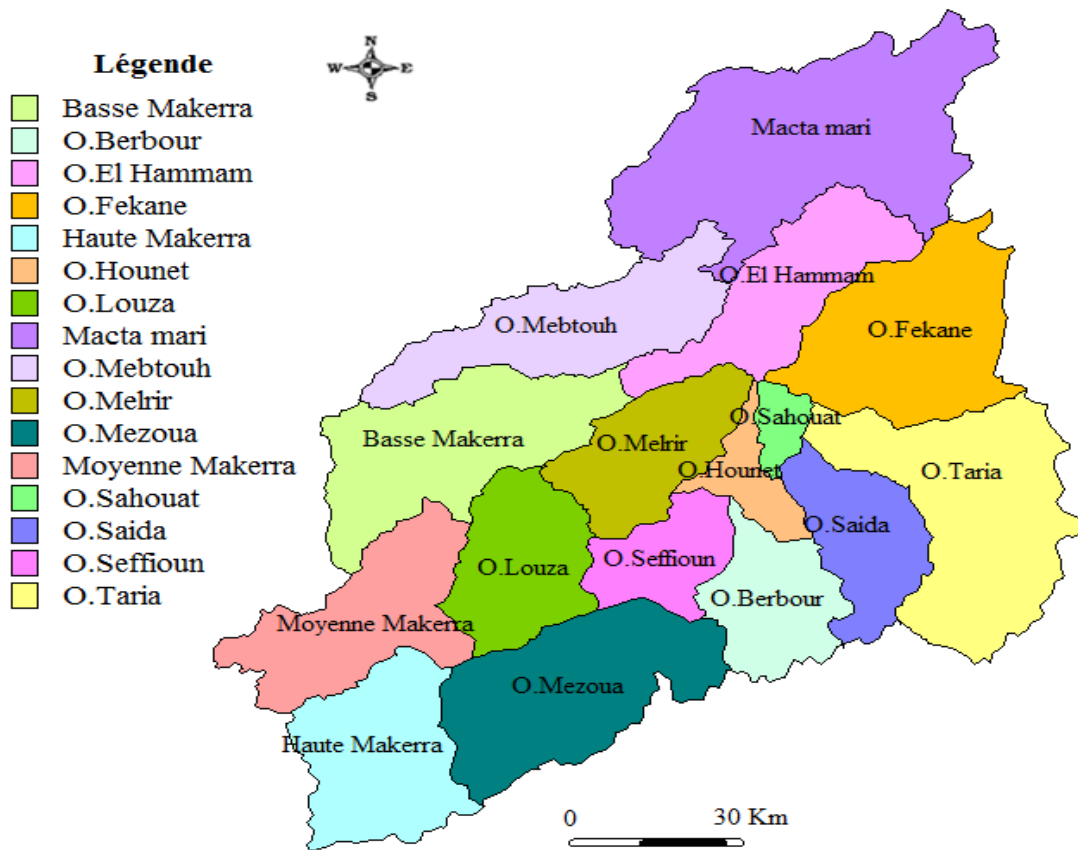 Légende
Basse Makerra
O.Berbour
O.El Hammam
O.Fekane
Haute Makerra
O.Hounet
O.Louza
Macta mari
O.Mebtouh
O.Melrir
O.Mezoua
Moyenne Makerra
O.Sahouat
O.Saida
O.Seffioun
O.Taria
N
W E
S
Macta mari
O.El Hammam
O.Mebtouh
O.Fekane
O.Sahouat
Basse Makerra
O.Melrir
O.Hounet
O.Taria
O.Saida
O.Seffioun
O.Louza
O.Berbour
Moyenne Makerra
O.Mezoua
Haute Makerra
0 30 Km